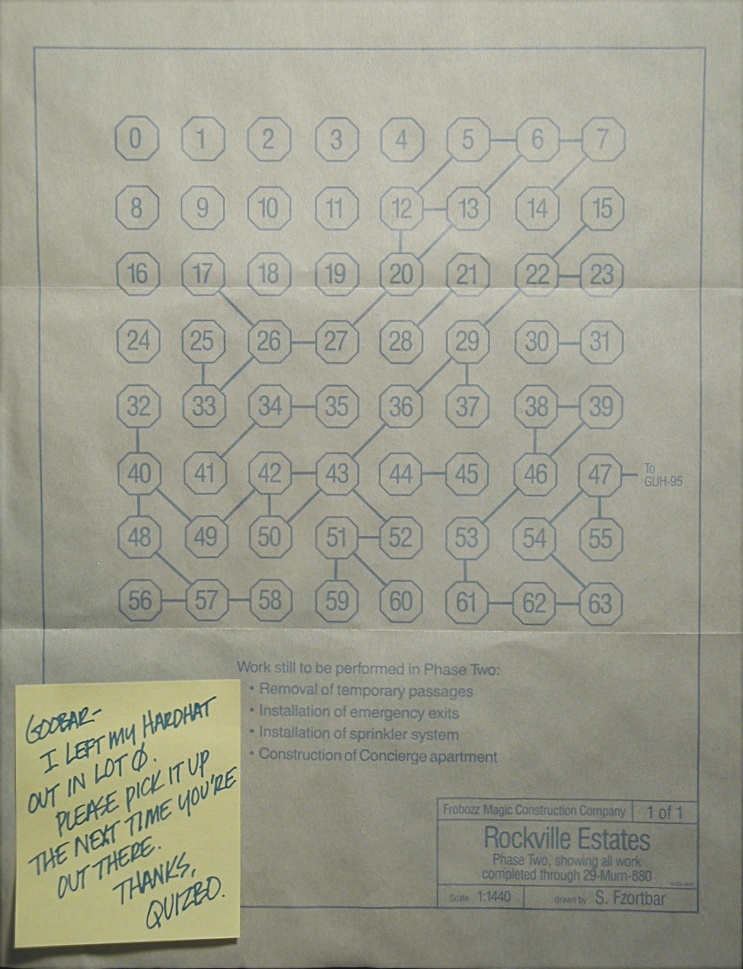 0 1 2 3 4 5 6 7
8 9 10 11 12 13 14 15
16 17 18 19 20 21 22 23
24 25 26 27 28 29 30 31
32 33 34 35 36 37 38 39
40 41 42 43 44 45 46 47 To
GUH-95
48 49 50 51 52 53 54 55
56 57 58 59 60 61 62 63
Work still to be performed in Phase Two:
• Removal of temporary passages
• Installation of emergency exits
• Installation of sprinkler system
• Construction of Concierge apartment
GOOBAR-
I LEFT MY HARDHAT
OUT IN LOT Ø.
PLEASE PICK IT UP
THE NEXT TIME YOU'RE
OUT THERE.
THANKS,
QUIZBO.
Frobozz Magic Construction Company 1 of 1
Rockville Estates
Phase Two, showing all work
completed through 29-Mum-880
Scale 1:1440 drawn by S. Fzortbar